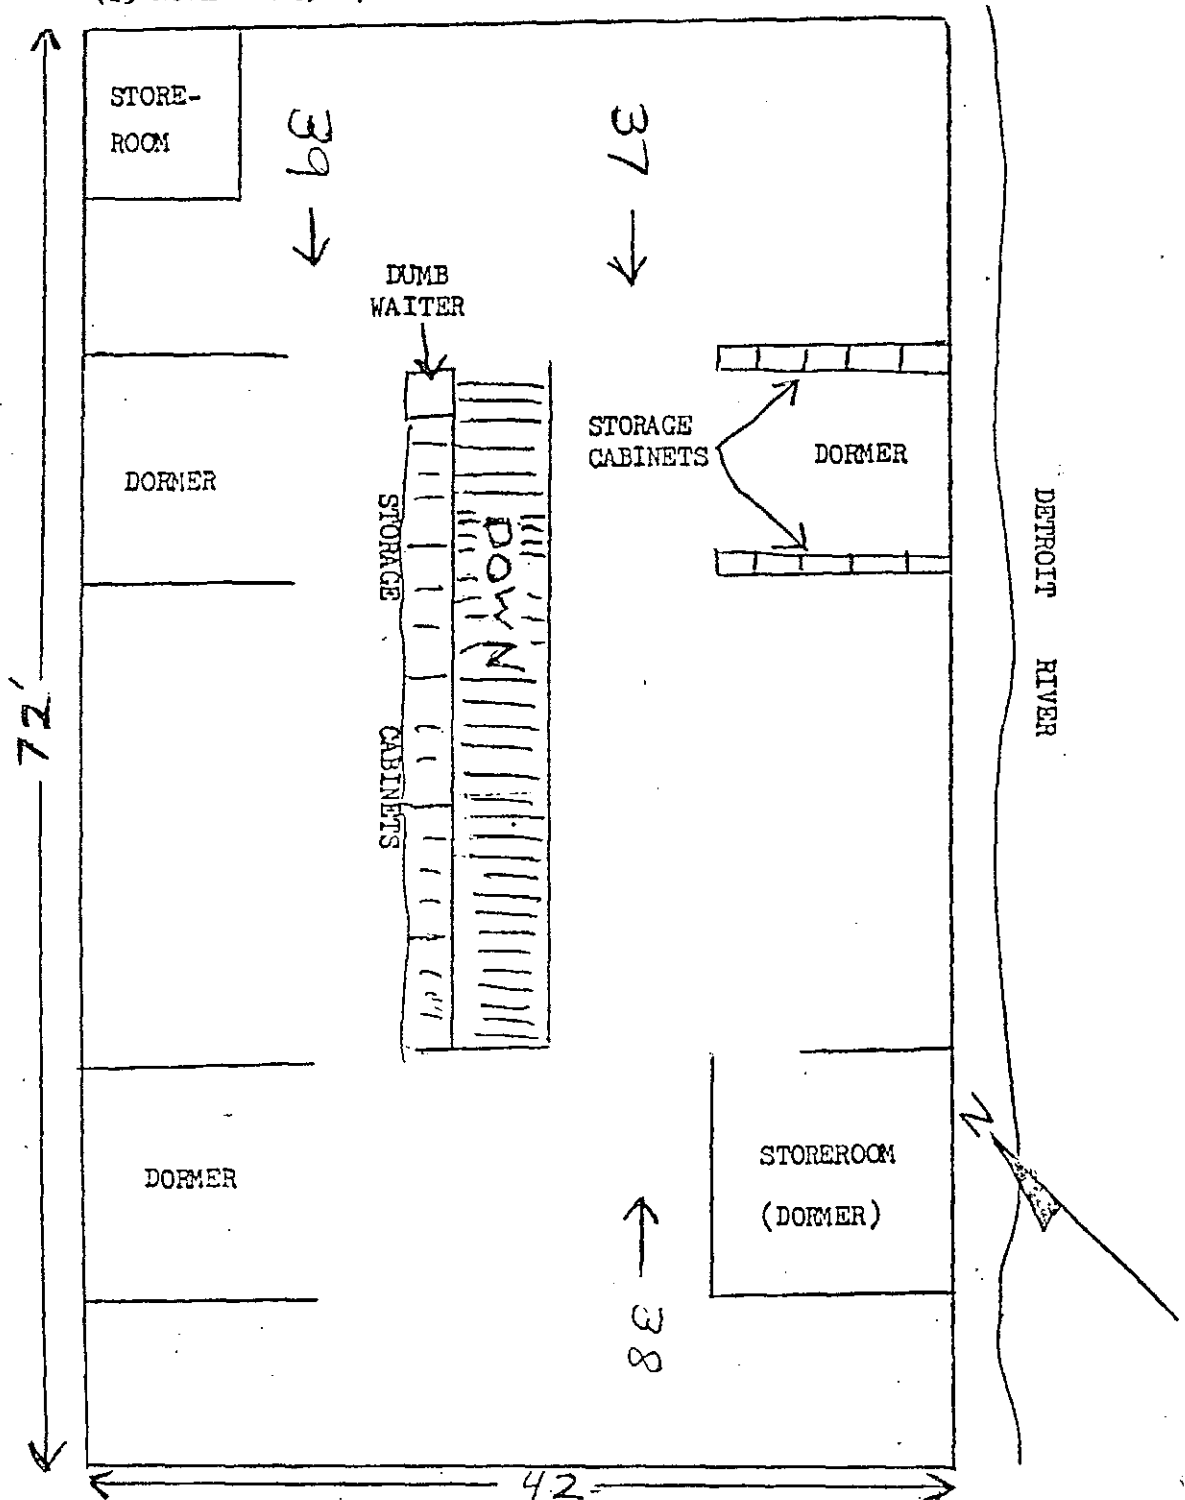 STORE-
ROOM
39
37
DUMB
WAITER
STORAGE
CABINETS
DORMER
DORMER
STORAGE CABINETS
DOWN
DETROIT RIVER
72'
DORMER
STOREROOM
(DORMER)
N
38
42